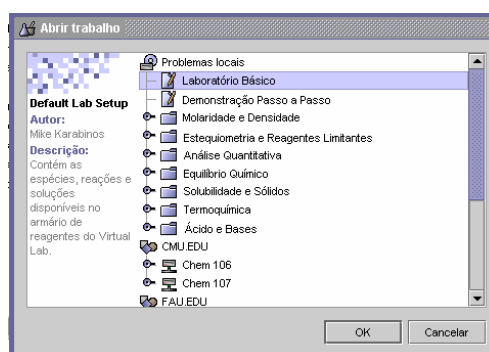 Abrir trabalho
Default Lab Setup
Autor:
Mike Karabinos
Descrição:
Contém as
espécies, reações e
soluções
disponíveis no
armário de
reagentes do Virtual
Lab.
Problemas locais
Laboratório Básico
Demonstração Passo a Passo
Molaridade e Densidade
Estequiometria e Reagentes Limitantes
Análise Quantitativa
Equilíbrio Químico
Solubilidade e Sólidos
Termoquímica
Ácido e Bases
CMU.EDU
Chem 106
Chem 107
FAU.EDU
OK
Cancelar